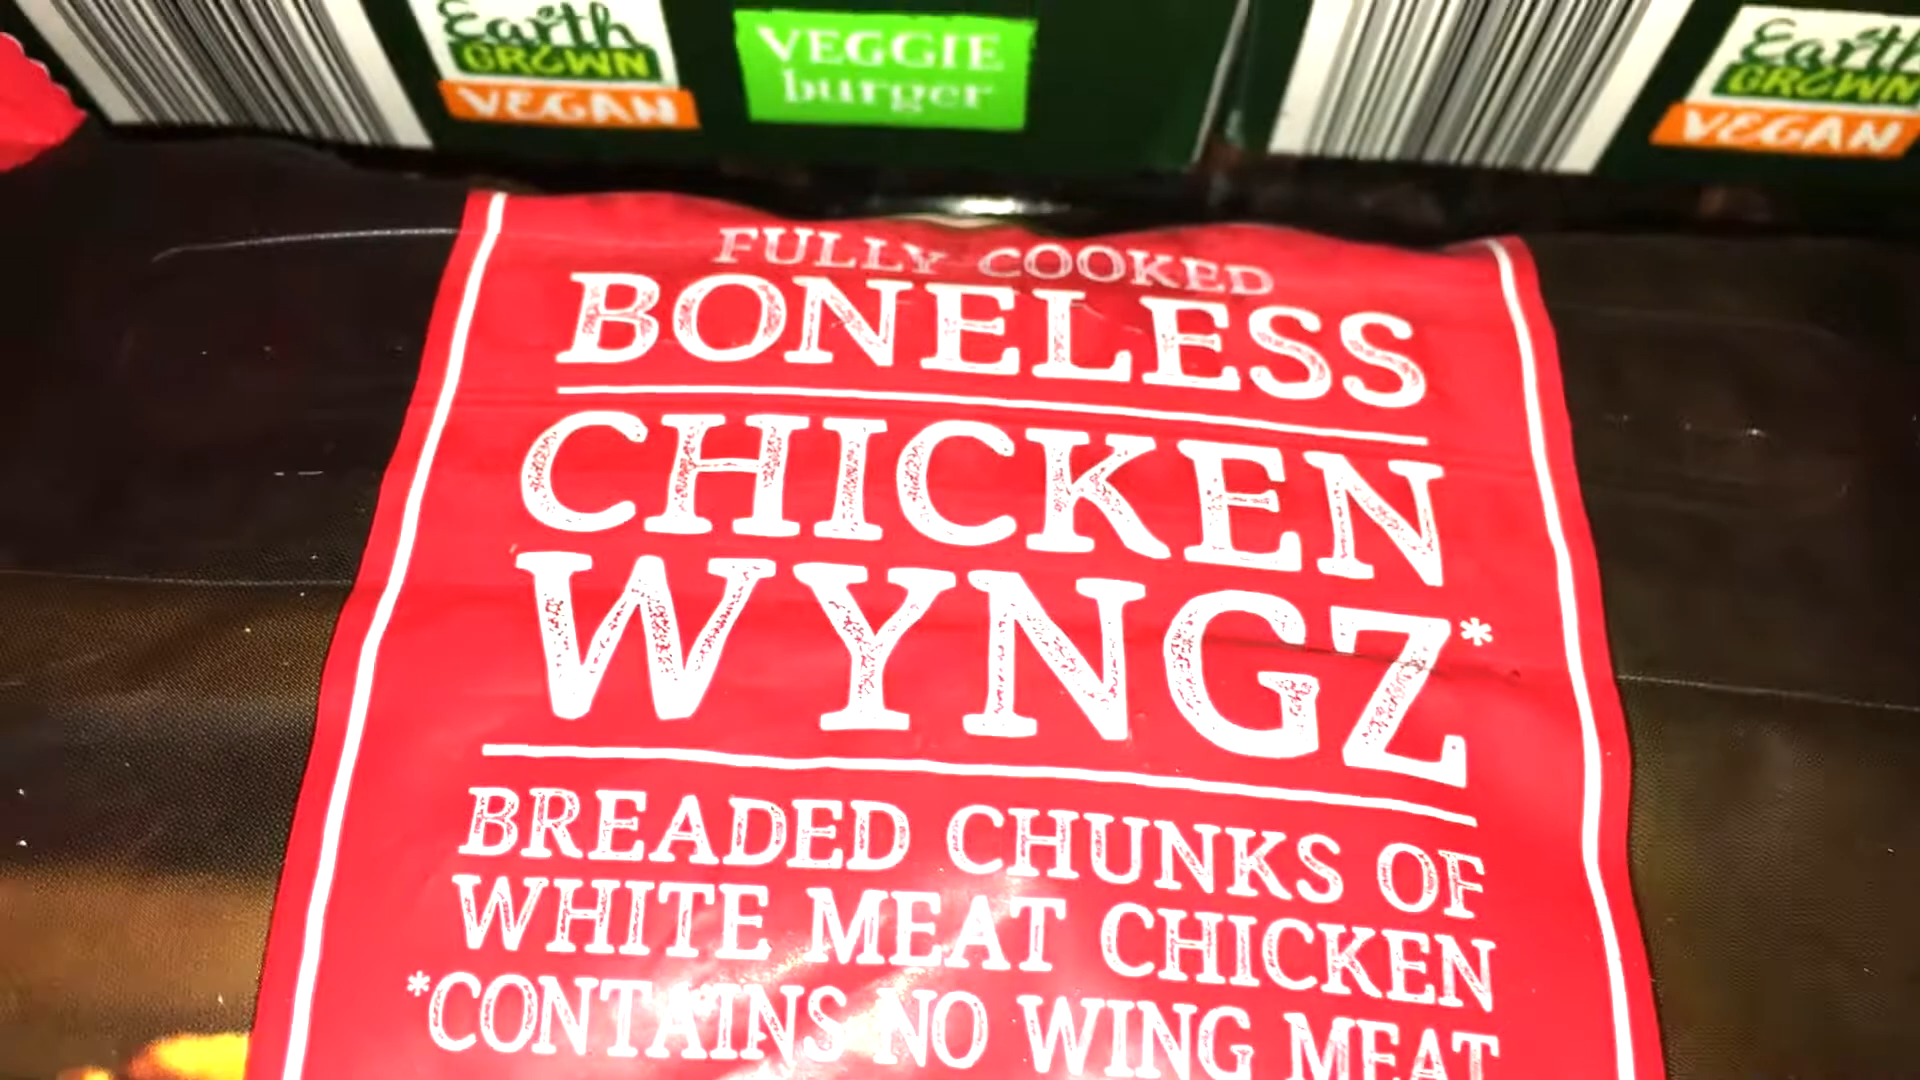 Earth
GROWN
VEGAN
VEGGIE
burger
Earth
GROWN
VEGAN
FULLY COOKED
BONELESS
CHICKEN
WYNGZ*
BREADED CHUNKS OF
WHITE MEAT CHICKEN
*CONTAINS NO WING MEAT